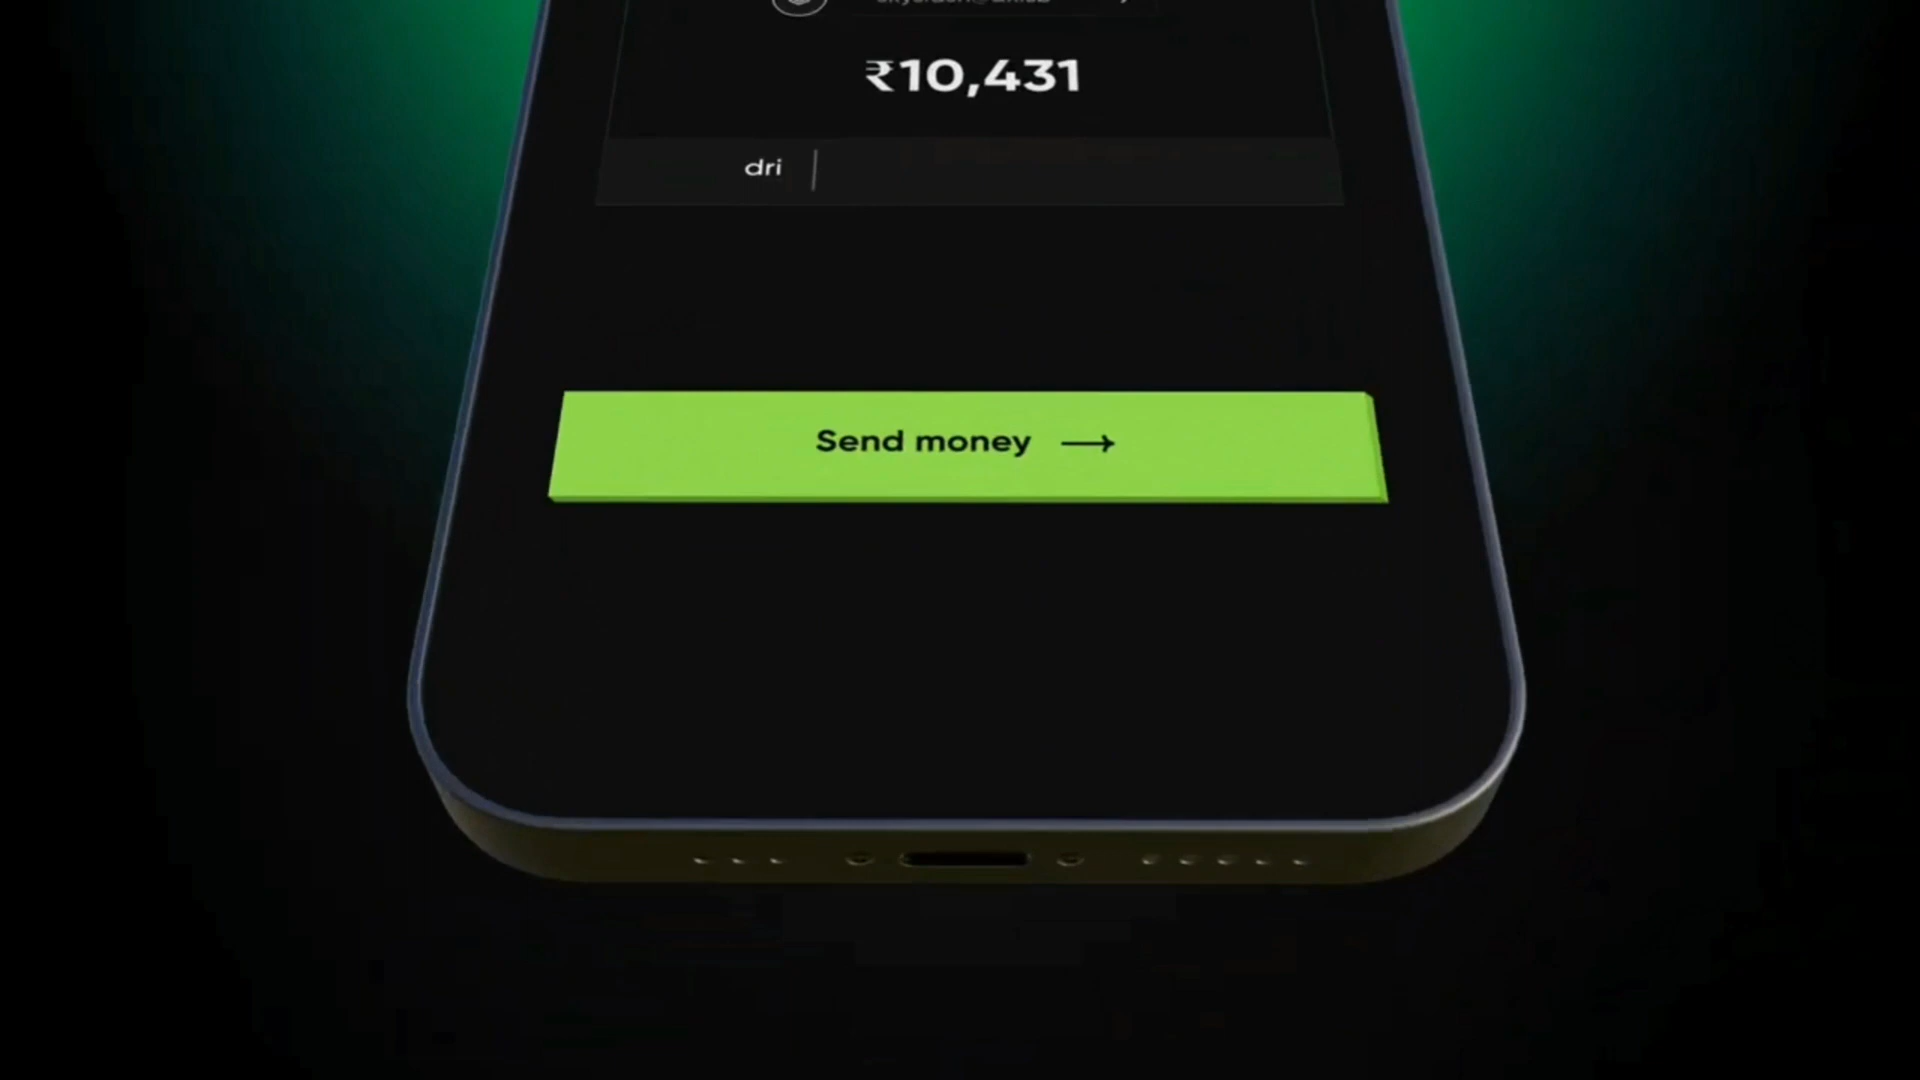 ₹10,431
dri
Send money →